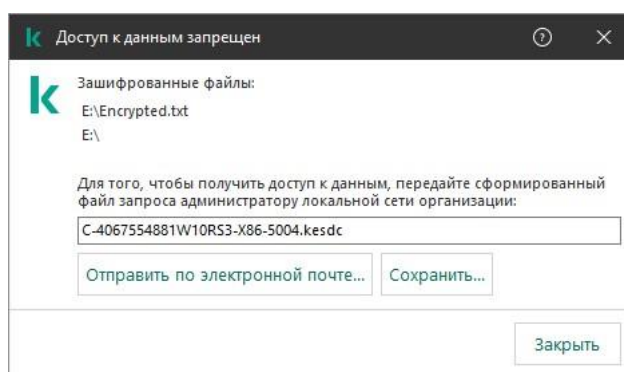 Доступ к данным запрещен
Зашифрованные файлы:
E:\Encrypted.txt
E:\
Для того, чтобы получить доступ к данным, передайте сформированный
файл запроса администратору локальной сети организации:
C-4067554881W10RS3-X86-5004.kesdc
Отправить по электронной почте... Сохранить...
Закрыть